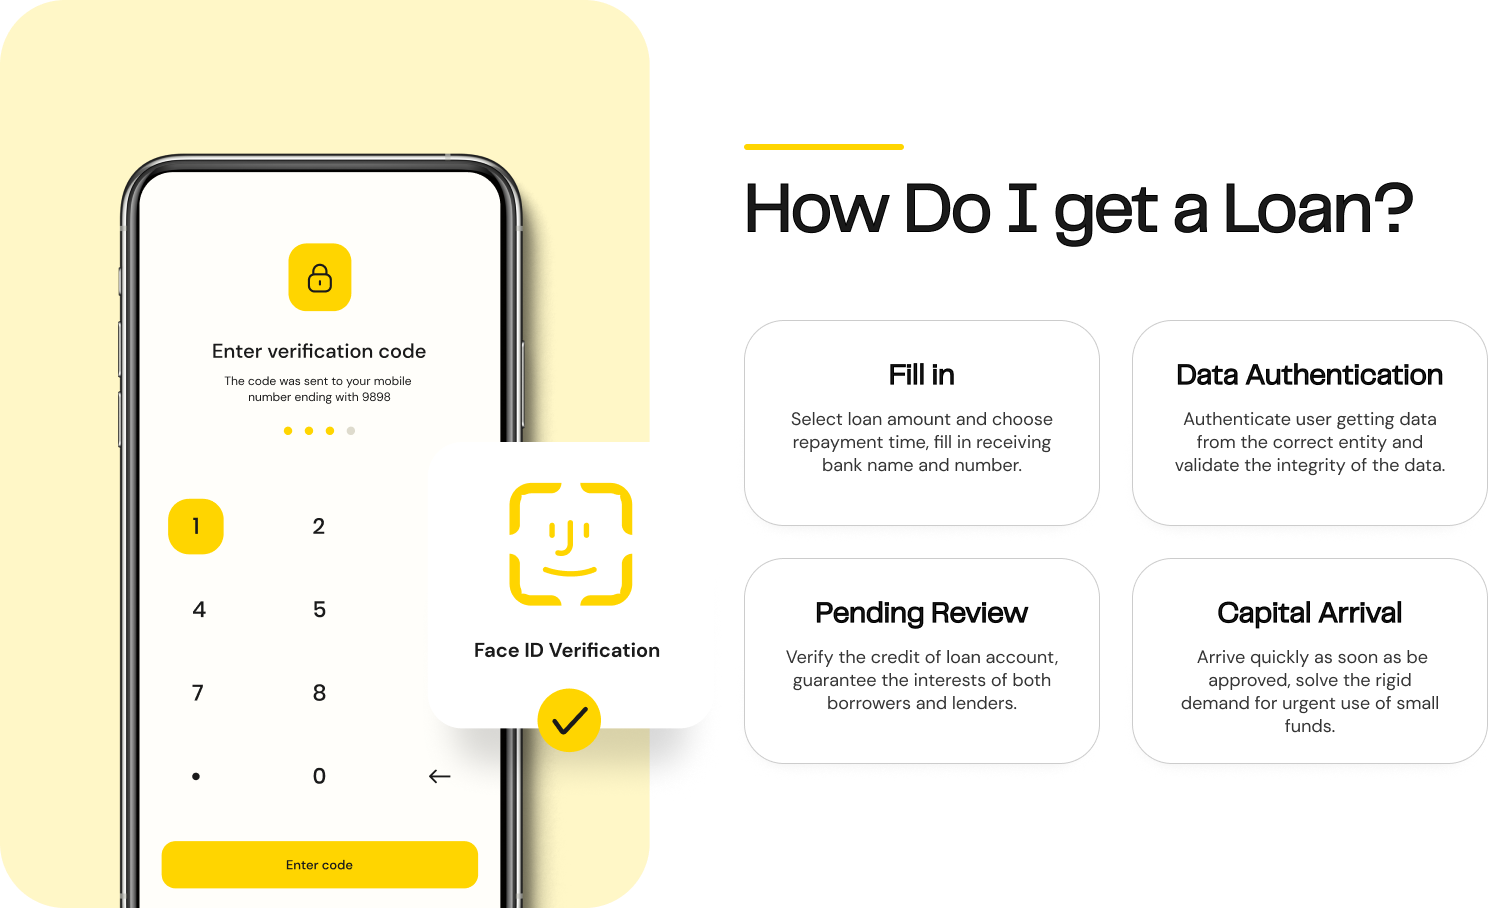 Enter verification code
The code was sent to your mobile
number ending with 9898
1 2
4 5
7 8
0
Enter code
Face ID Verification
How Do I get a Loan?
Fill in
Select loan amount and choose
repayment time, fill in receiving
bank name and number.
Data Authentication
Authenticate user getting data
from the correct entity and
validate the integrity of the data.
Pending Review
Verify the credit of loan account,
guarantee the interests of both
borrowers and lenders.
Capital Arrival
Arrive quickly as soon as be
approved, solve the rigid
demand for urgent use of small
funds.